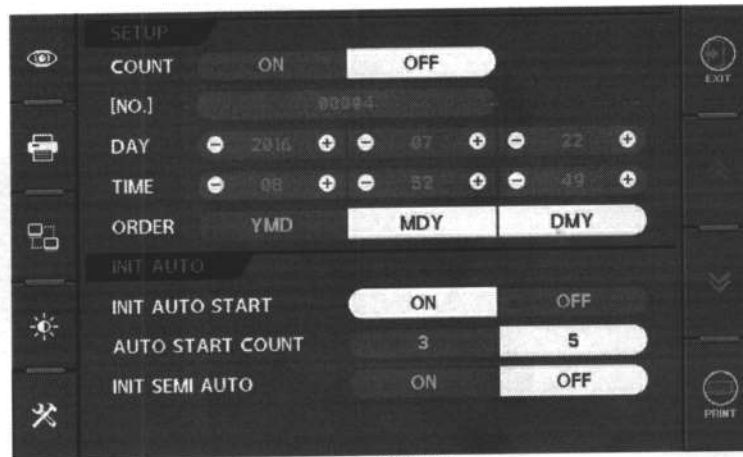 SETUP
COUNT ON OFF
EXIT
[NO.] 00004
DAY 2016 07 22
TIME 08 52 49
ORDER YMD MDY DMY
INIT AUTO
INIT AUTO START ON OFF
AUTO START COUNT 3 5
INIT SEMI AUTO ON OFF
PRINT